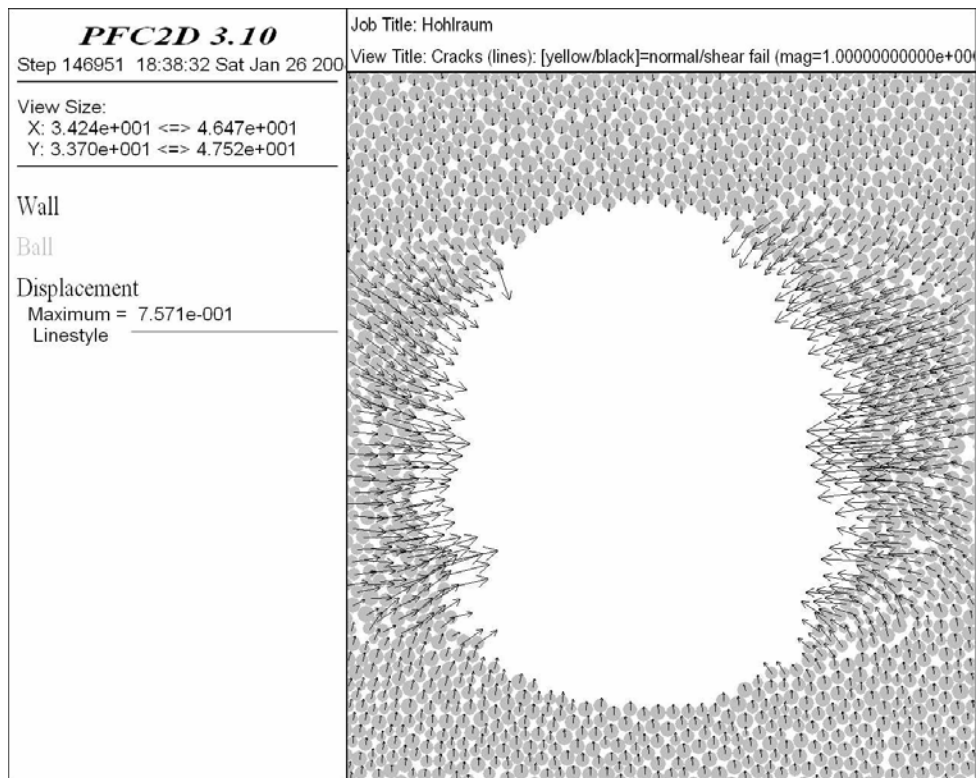 PFC2D 3.10
Step 146951 18:38:32 Sat Jan 26 200
View Size:
X: 3.424e+001 <=> 4.647e+001
Y: 3.370e+001 <=> 4.752e+001
Wall
Ball
Displacement
Maximum = 7.571e-001
Linestyle
Job Title: Hohlraum
View Title: Cracks (lines): [yellow/black]=normal/shear fail (mag=1.00000000000e+00